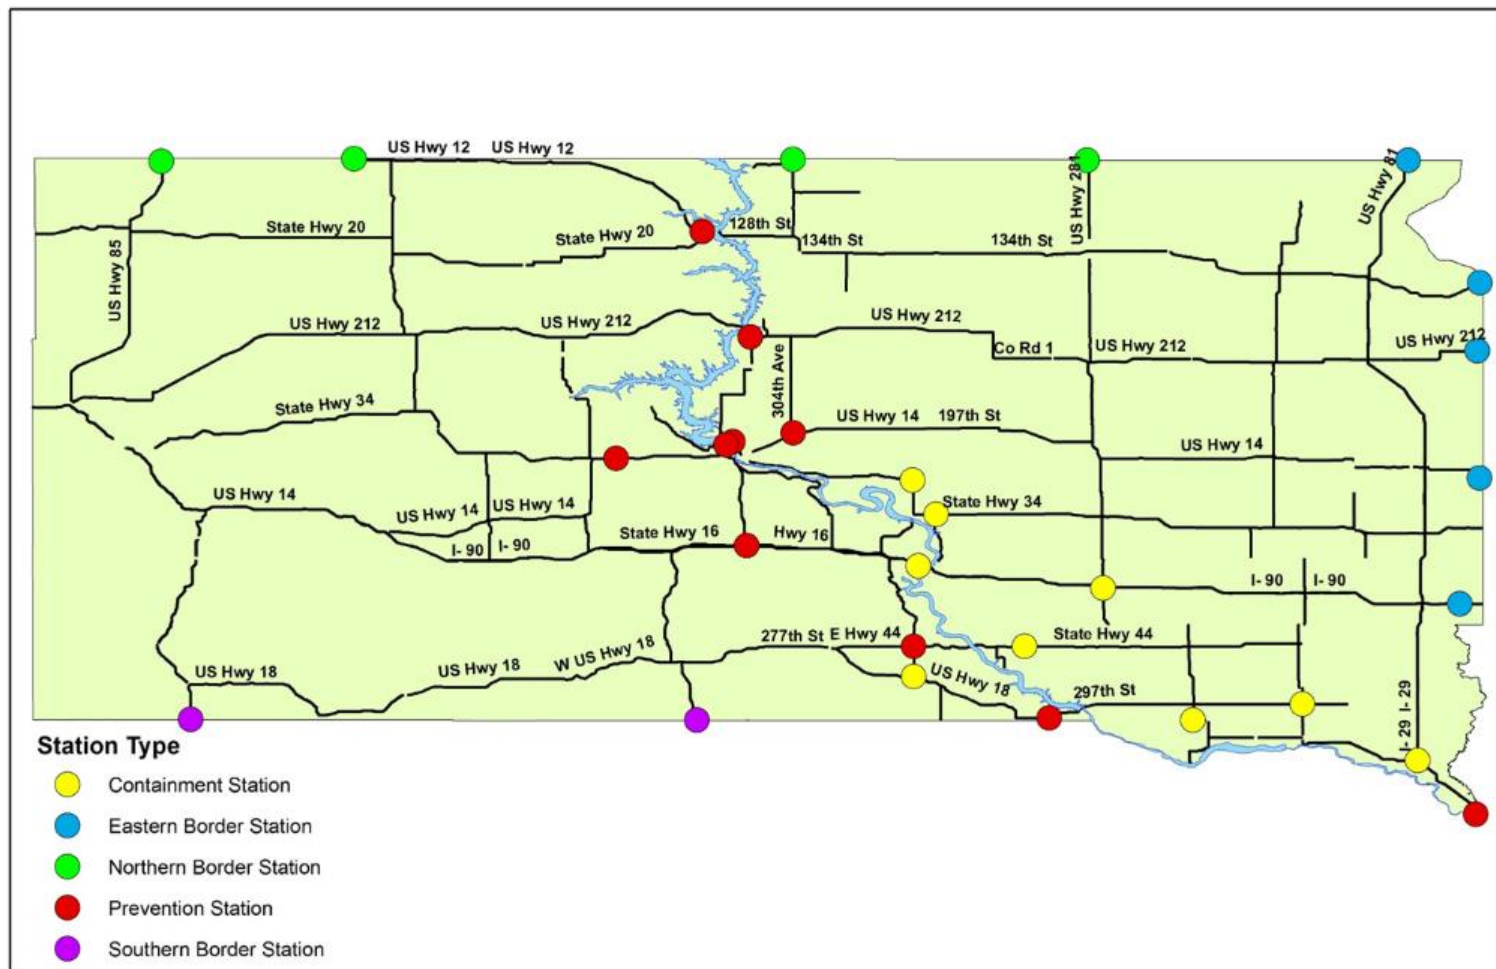 US Hwy 12 US Hwy 12
US Hwy 281
US Hwy 81
State Hwy 20
State Hwy 20
128th St
134th St
134th St
US Hwy 85
US Hwy 212
US Hwy 212
US Hwy 212
Co Rd 1
US Hwy 212
US Hwy 212
304th Ave
State Hwy 34
US Hwy 14 197th St
US Hwy 14
US Hwy 14
US Hwy 14
US Hwy 14
State Hwy 34
State Hwy 16
Hwy 16
I- 90
I- 90
I- 90
I- 90
277th St
E Hwy 44
State Hwy 44
US Hwy 18
US Hwy 18
W US Hwy 18
US Hwy 18
297th St
I- 29 I- 29
Station Type
Containment Station
Eastern Border Station
Northern Border Station
Prevention Station
Southern Border Station